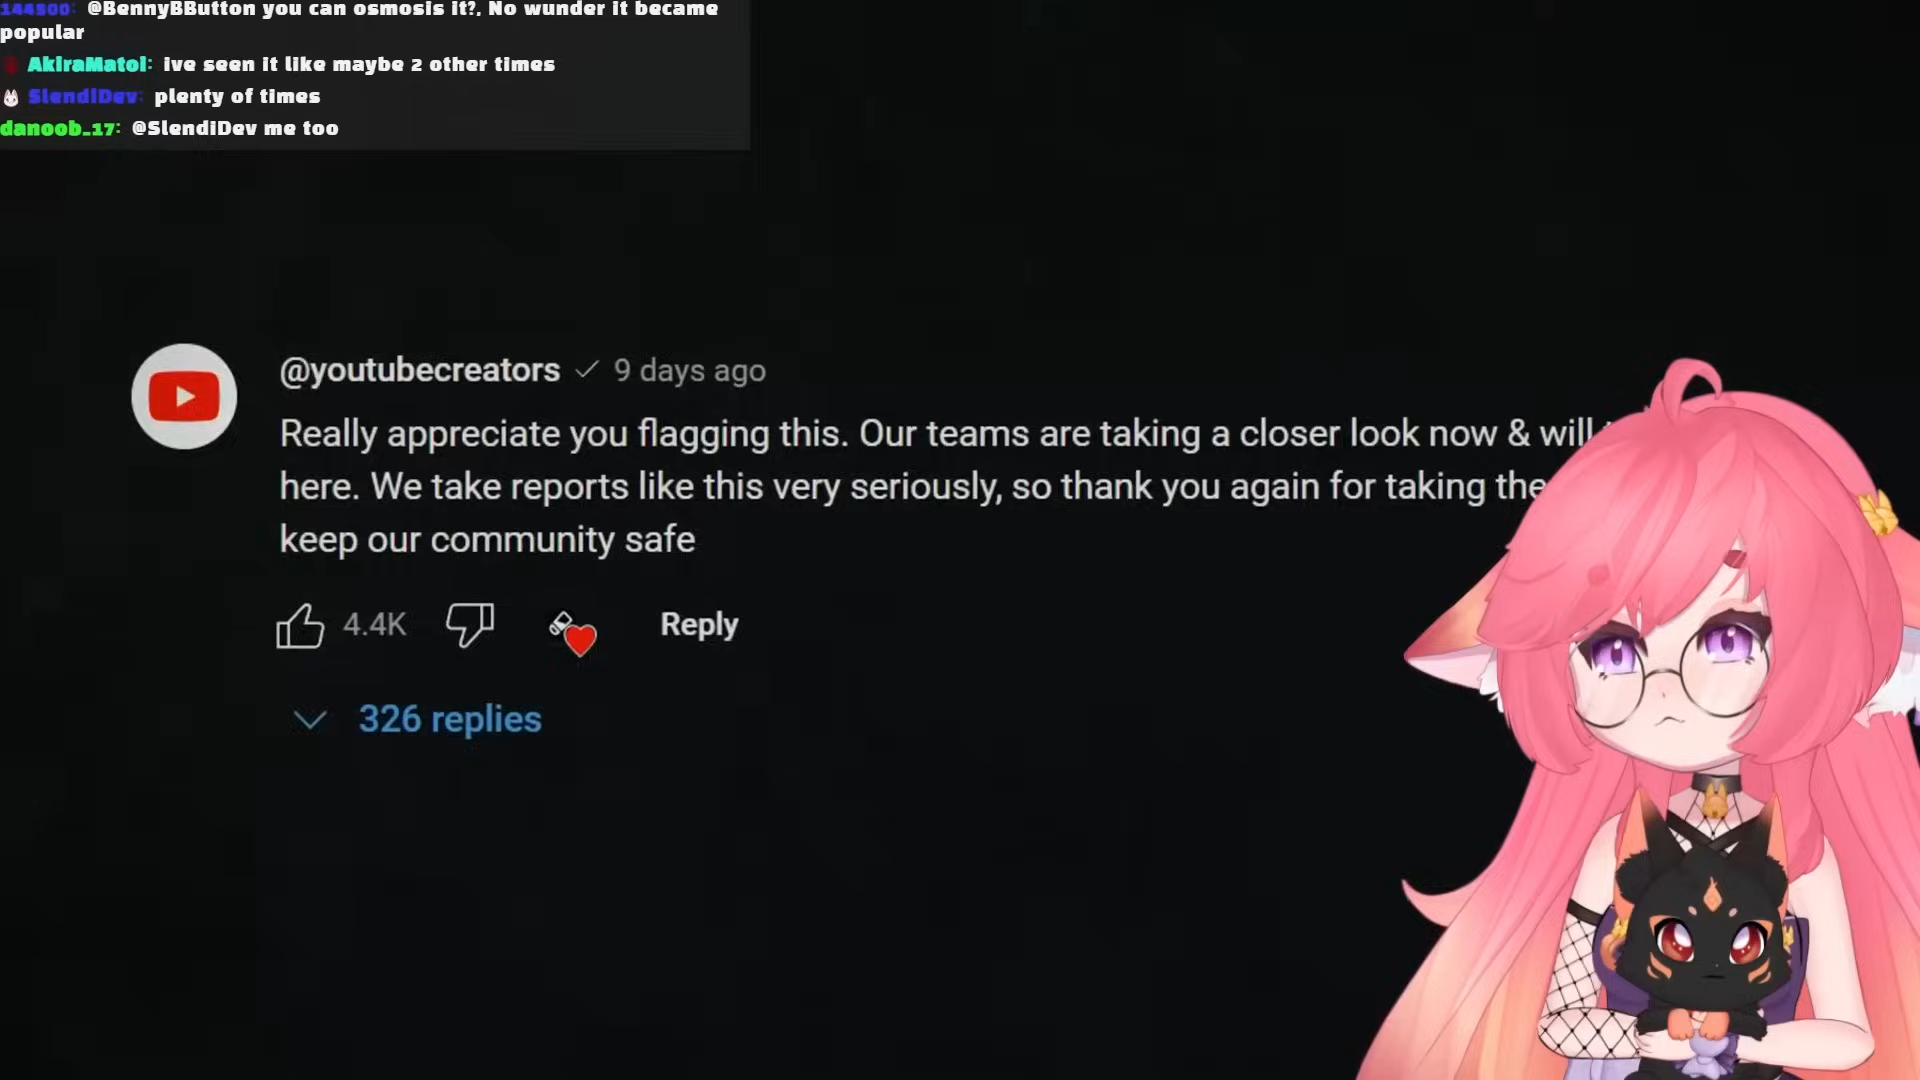 144500: @BennyBButton you can osmosis it?, No wunder it became
popular
AkiraMatoi: ive seen it like maybe 2 other times
SlendiDev: plenty of times
danoob_17: @SlendiDev me too
@youtubecreators 9 days ago
Really appreciate you flagging this. Our teams are taking a closer look now & will
here. We take reports like this very seriously, so thank you again for taking the
keep our community safe
4.4K Reply
326 replies